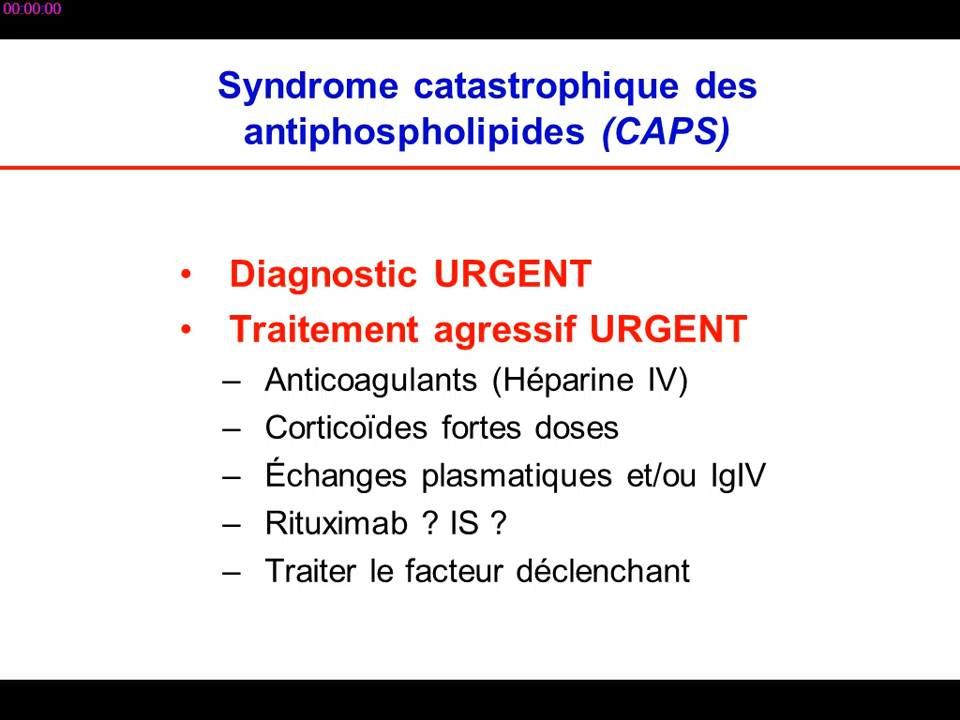 00:00:00
Syndrome catastrophique des
antiphospholipides (CAPS)
• Diagnostic URGENT
• Traitement agressif URGENT
– Anticoagulants (Héparine IV)
– Corticoïdes fortes doses
– Échanges plasmatiques et/ou IgIV
– Rituximab ? IS ?
– Traiter le facteur déclenchant